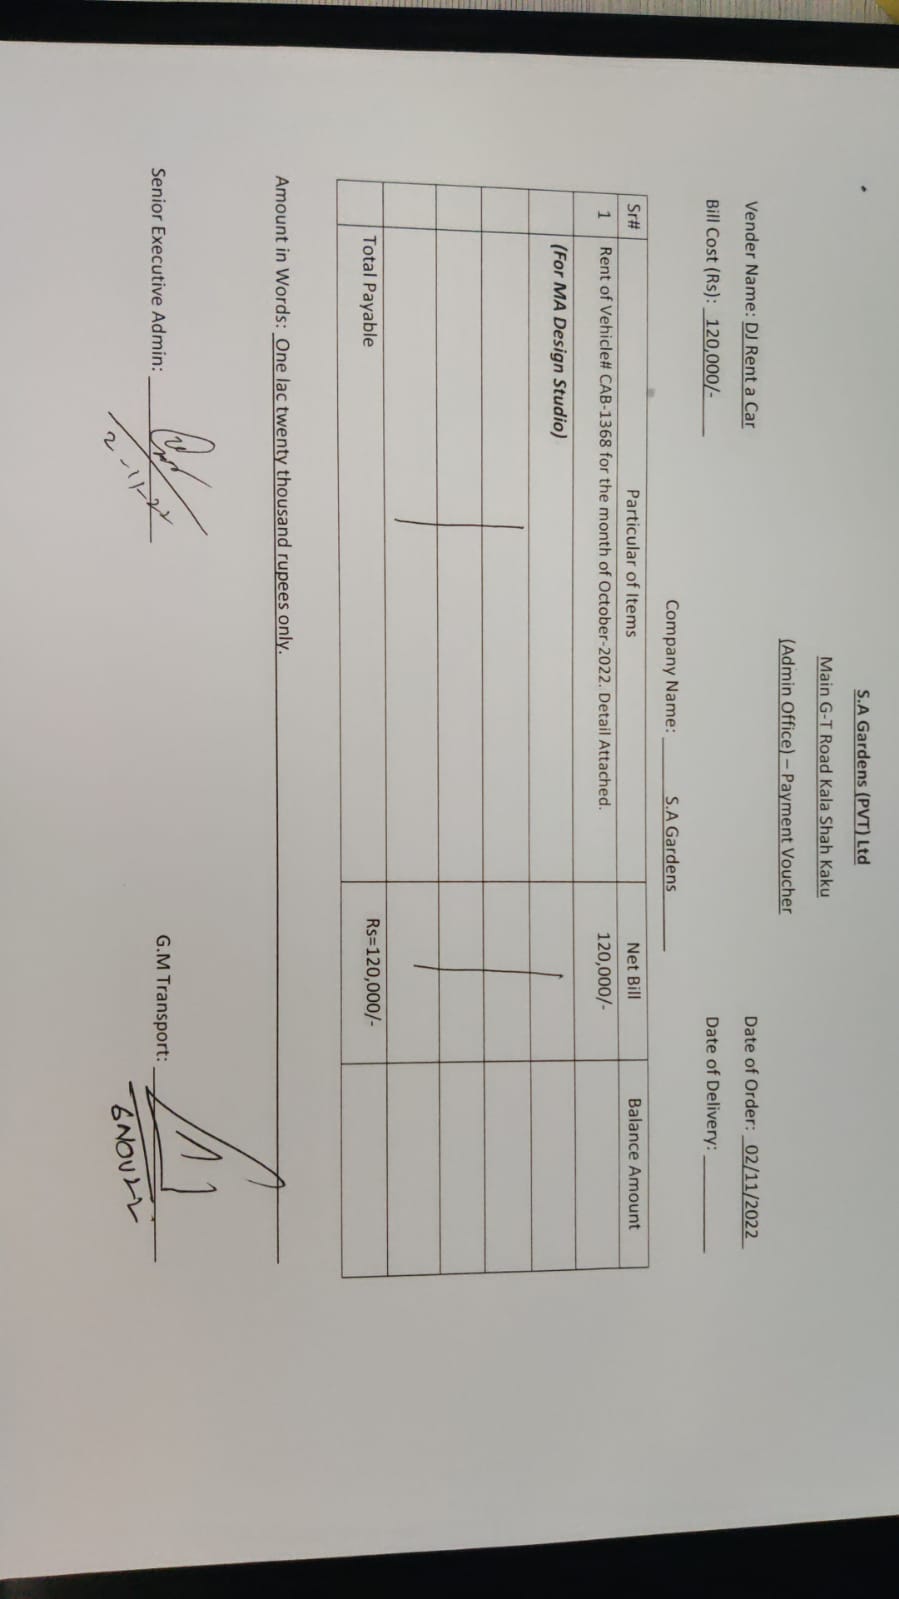 S.A Gardens (PVT) Ltd
Main G-T Road Kala Shah Kaku
(Admin Office) – Payment Voucher
Vender Name: DJ Rent a Car
Date of Order: 02/11/2022
Bill Cost (Rs): 120,000/-
Date of Delivery:
Company Name: S.A Gardens
Sr# Particular of Items Net Bill Balance Amount
1 Rent of Vehicle# CAB-1368 for the month of October-2022. Detail Attached. 120,000/-
(For MA Design Studio)
Total Payable Rs=120,000/-
Amount in Words: One lac twenty thousand rupees only.
Senior Executive Admin:
2-11-22
G.M Transport:
6NOV22